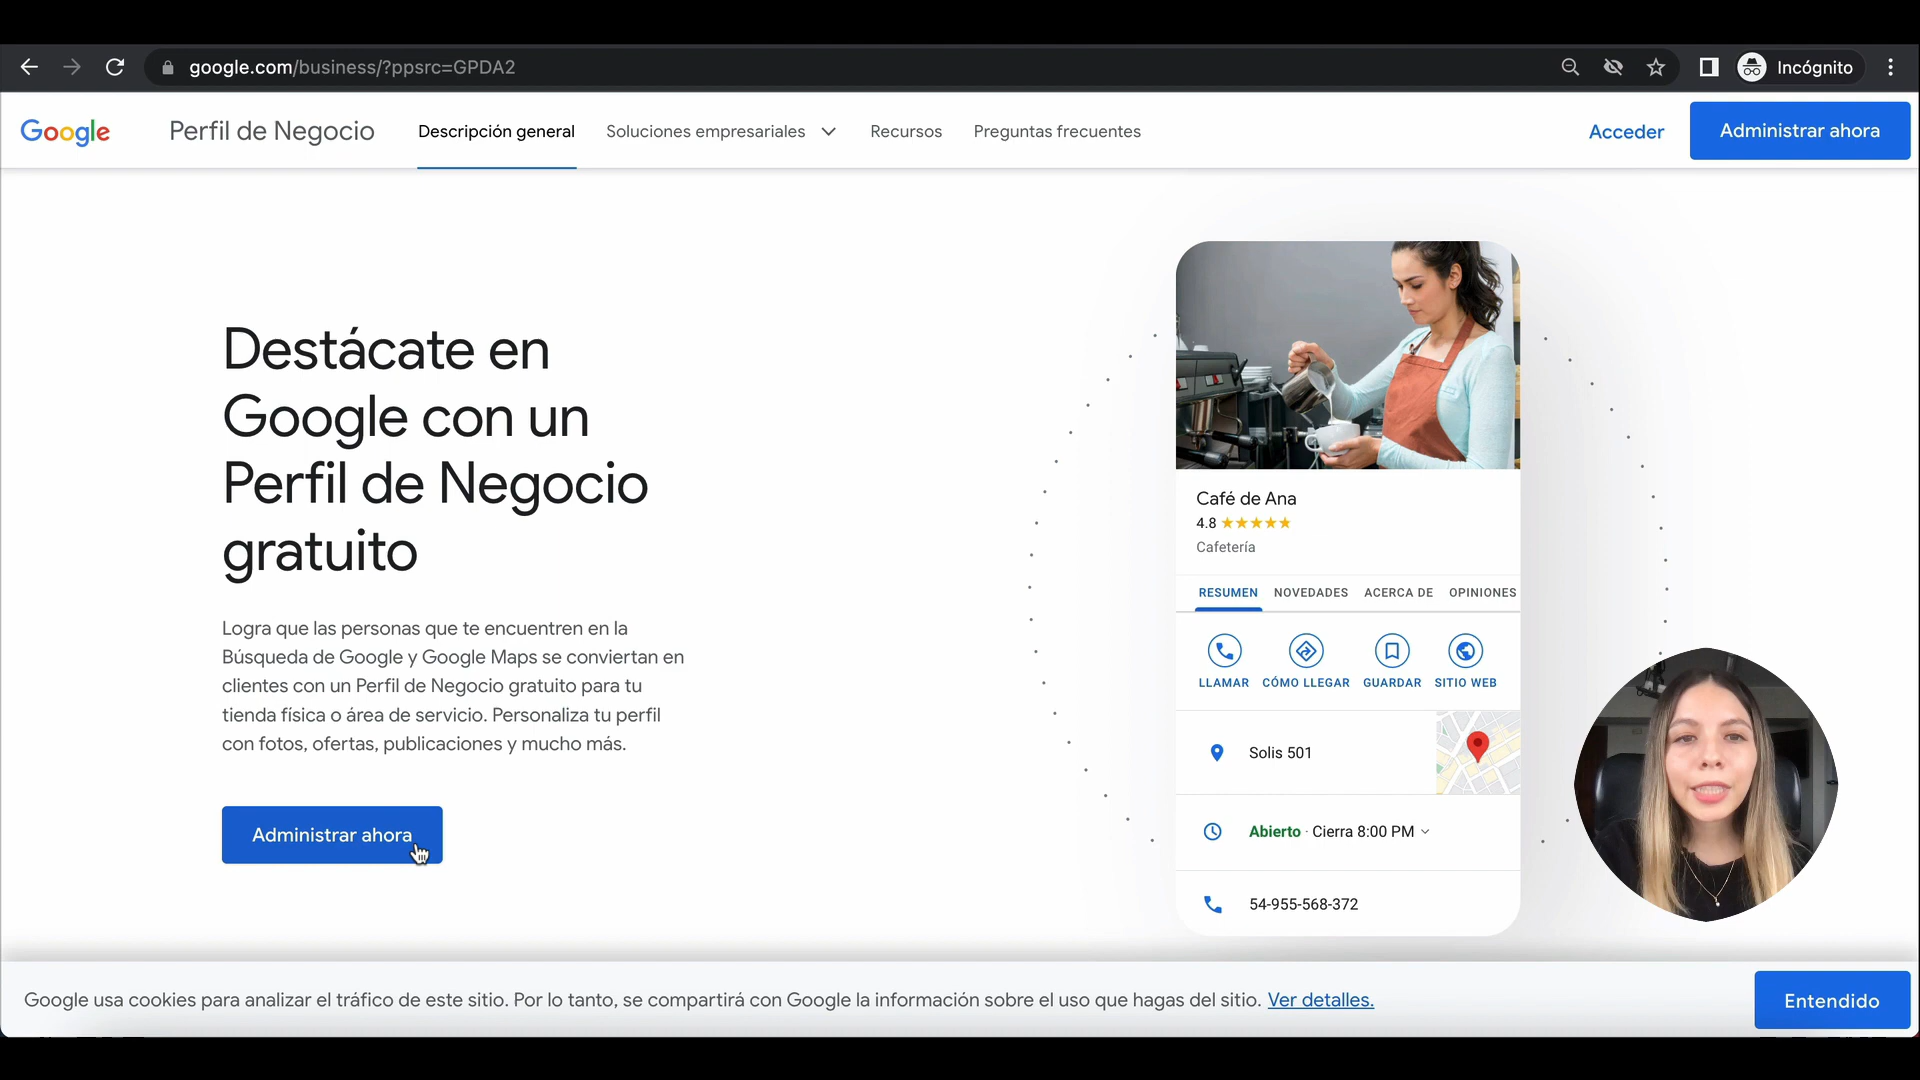 google.com/business/?ppsrc=GPDA2
Incógnito
Google
Perfil de Negocio
Descripción general
Soluciones empresariales
Recursos
Preguntas frecuentes
Acceder
Administrar ahora
Destácate en
Google con un
Perfil de Negocio
gratuito
Logra que las personas que te encuentren en la
Búsqueda de Google y Google Maps se conviertan en
clientes con un Perfil de Negocio gratuito para tu
tienda física o área de servicio. Personaliza tu perfil
con fotos, ofertas, publicaciones y mucho más.
Administrar ahora
Café de Ana
4.8
Cafetería
RESUMEN NOVEDADES ACERCA DE OPINIONES
LLAMAR CÓMO LLEGAR GUARDAR SITIO WEB
Solis 501
Abierto · Cierra 8:00 PM
54-955-568-372
Google usa cookies para analizar el tráfico de este sitio. Por lo tanto, se compartirá con Google la información sobre el uso que hagas del sitio. Ver detalles.
Entendido